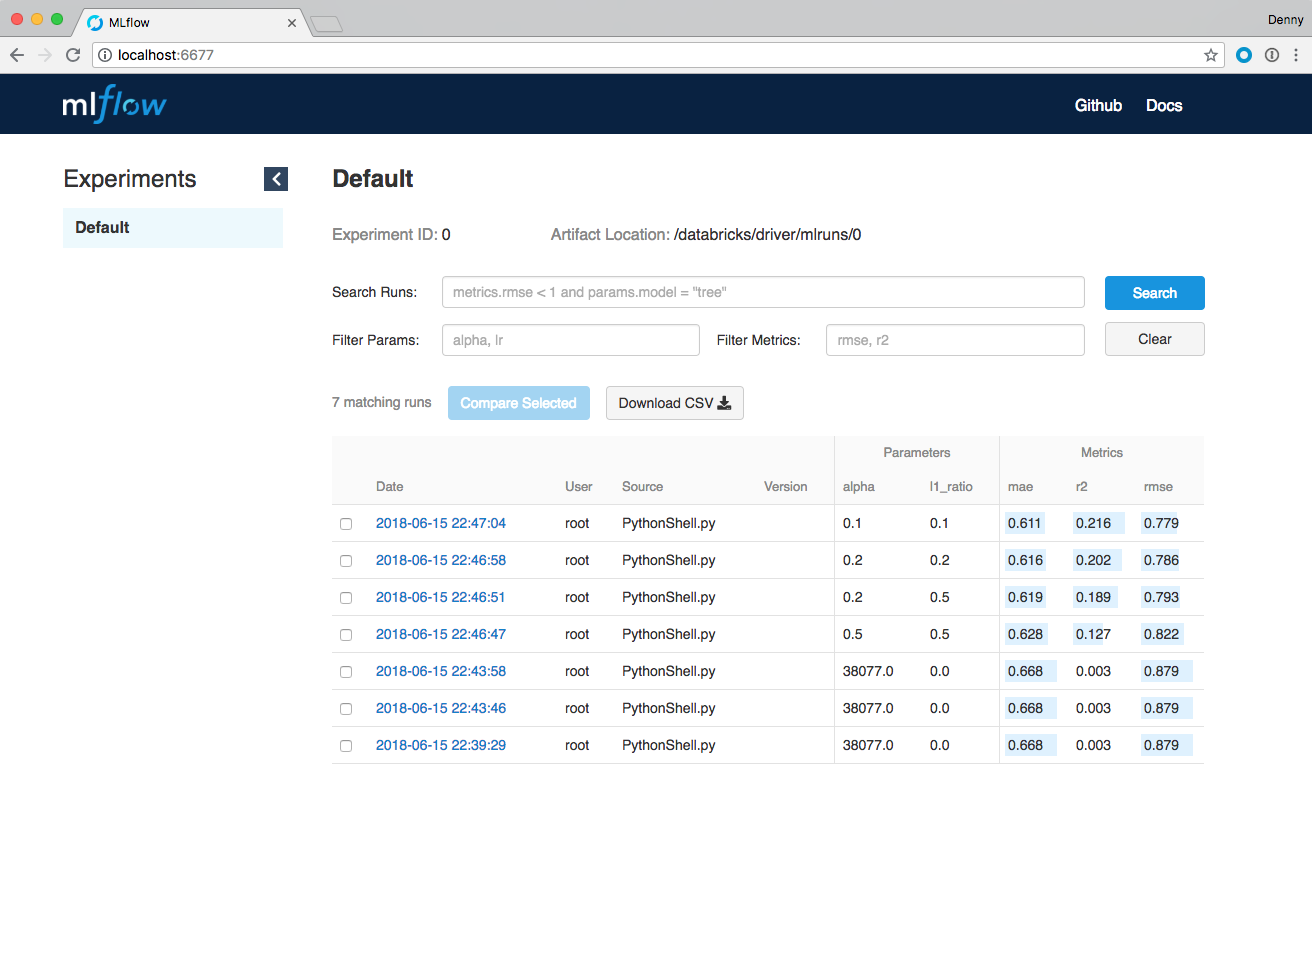 MLflow
Denny
localhost:6677
mlflow
Github Docs
Experiments
Default
Default
Experiment ID: 0 Artifact Location: /databricks/driver/mlruns/0
Search Runs: metrics.rmse < 1 and params.model = "tree" Search
Filter Params: alpha, lr Filter Metrics: rmse, r2 Clear
7 matching runs Compare Selected Download CSV
Parameters Metrics
Date User Source Version alpha l1_ratio mae r2 rmse
2018-06-15 22:47:04 root PythonShell.py 0.1 0.1 0.611 0.216 0.779
2018-06-15 22:46:58 root PythonShell.py 0.2 0.2 0.616 0.202 0.786
2018-06-15 22:46:51 root PythonShell.py 0.2 0.5 0.619 0.189 0.793
2018-06-15 22:46:47 root PythonShell.py 0.5 0.5 0.628 0.127 0.822
2018-06-15 22:43:58 root PythonShell.py 38077.0 0.0 0.668 0.003 0.879
2018-06-15 22:43:46 root PythonShell.py 38077.0 0.0 0.668 0.003 0.879
2018-06-15 22:39:29 root PythonShell.py 38077.0 0.0 0.668 0.003 0.879